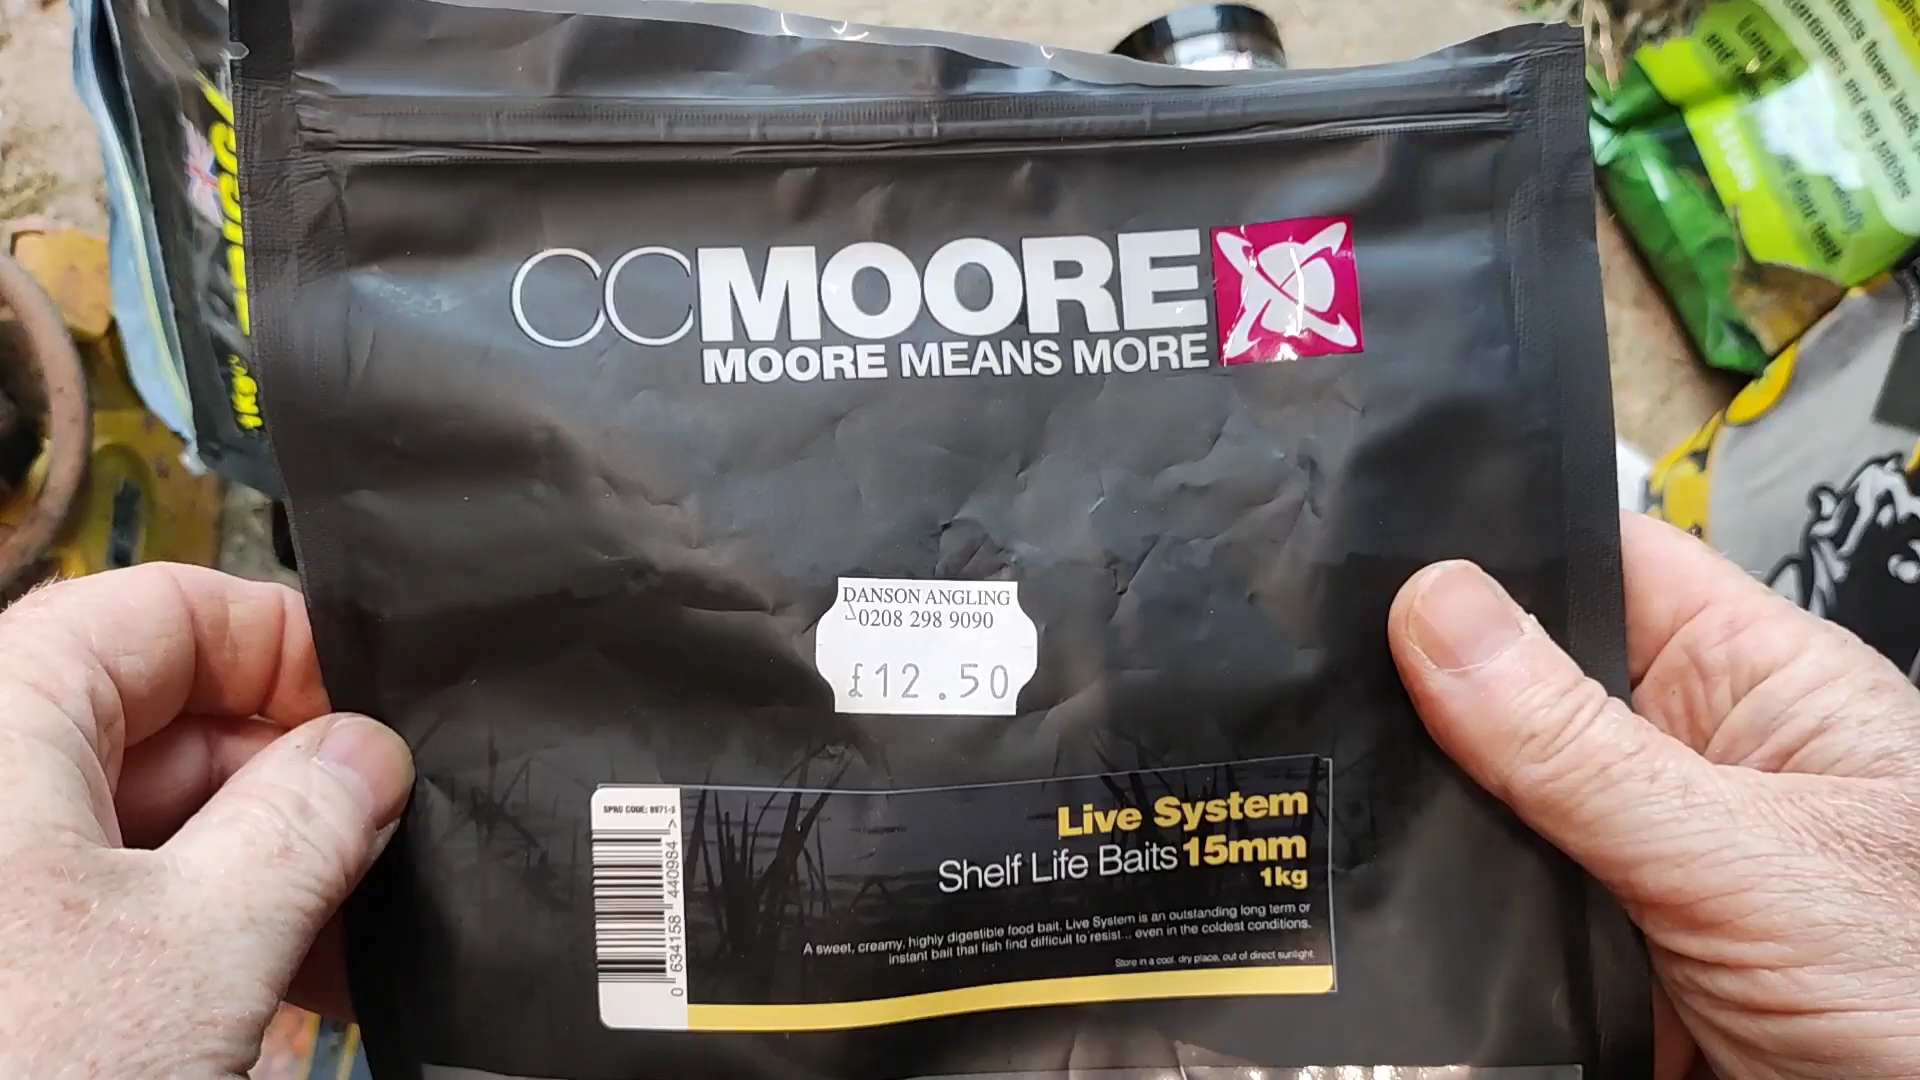 CCMOORE
MOORE MEANS MORE
DANSON ANGLING
0208 298 9090
£12.50
Live System
Shelf Life Baits 15mm
1kg
A sweet, creamy, highly digestible food bait. Live System is an outstanding long term or
instant bait that fish find difficult to resist... even in the coldest conditions.
Store in a cool, dry place, out of direct sunlight.
0 634158 440984 >
1KG